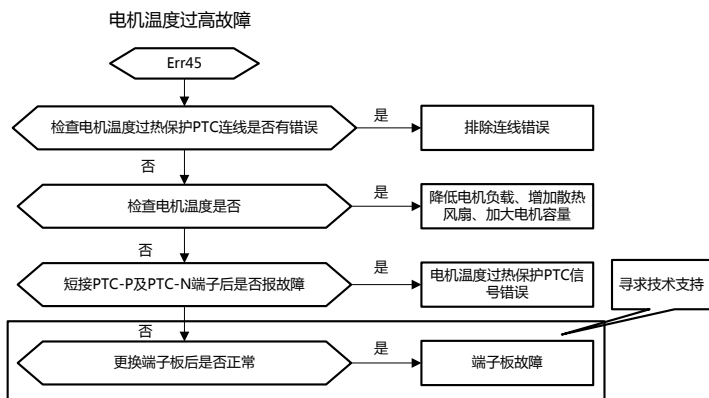 电机温度过高故障
Err45
检查电机温度过热保护PTC连线是否有错误
是
排除连线错误
否
检查电机温度是否
是
降低电机负载、增加散热
风扇、加大电机容量
否
短接PTC-P及PTC-N端子后是否报故障
是
电机温度过热保护PTC信
号错误
寻求技术支持
否
更换端子板后是否正常
是
端子板故障